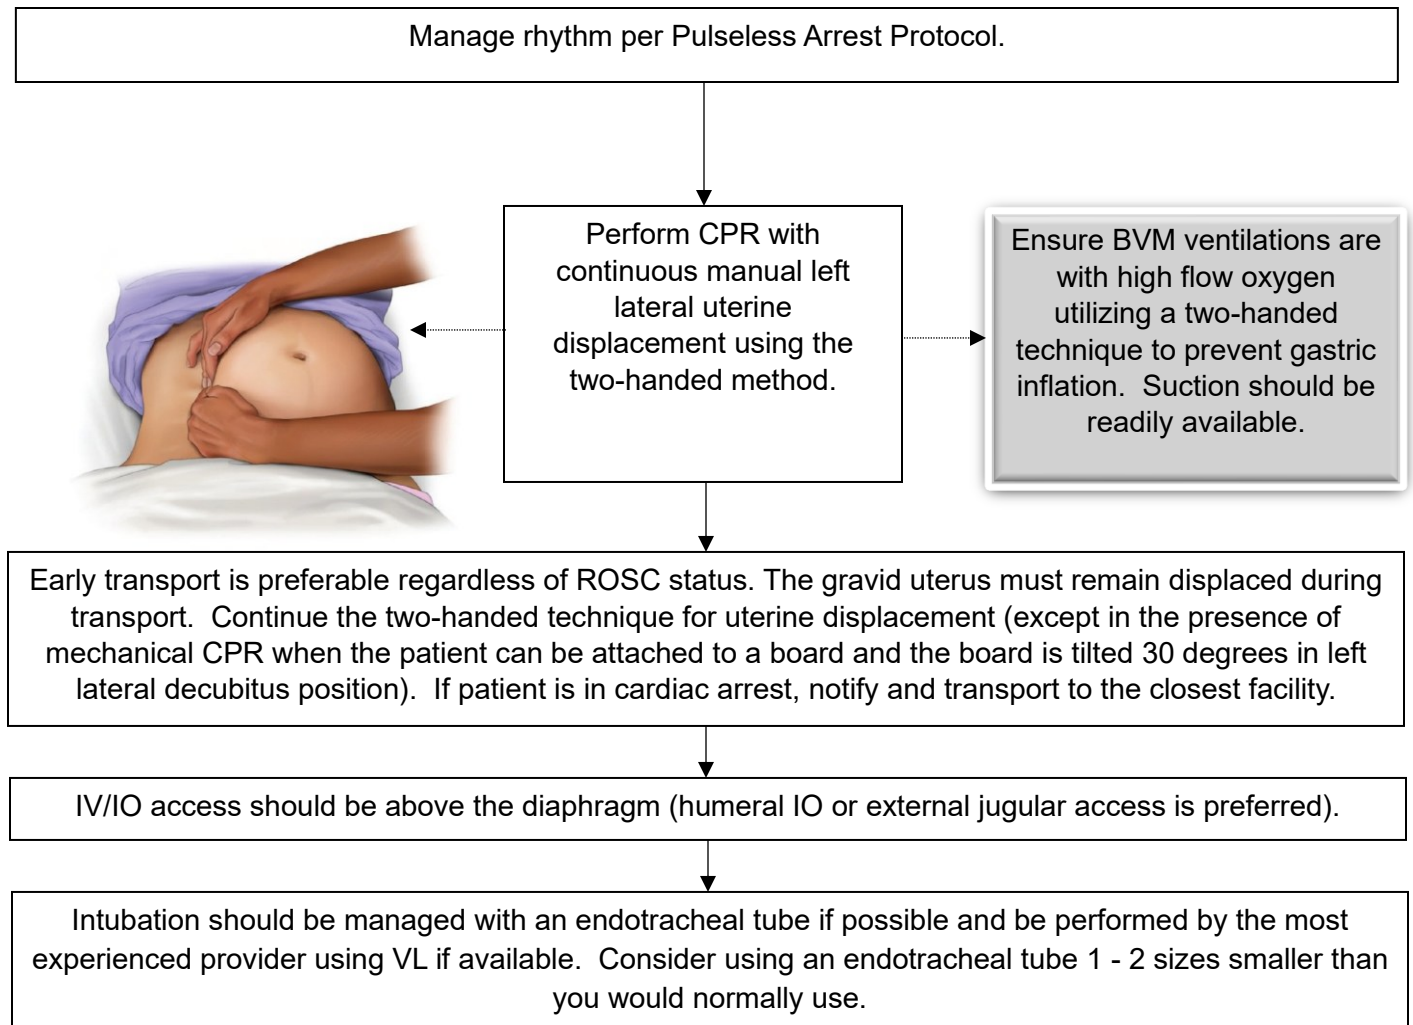 Manage rhythm per Pulseless Arrest Protocol.
Perform CPR with
continuous manual left
lateral uterine
displacement using the
two-handed method.
Ensure BVM ventilations are
with high flow oxygen
utilizing a two-handed
technique to prevent gastric
inflation.  Suction should be
readily available.
Early transport is preferable regardless of ROSC status. The gravid uterus must remain displaced during
transport.  Continue the two-handed technique for uterine displacement (except in the presence of
mechanical CPR when the patient can be attached to a board and the board is tilted 30 degrees in left
lateral decubitus position).  If patient is in cardiac arrest, notify and transport to the closest facility.
IV/IO access should be above the diaphragm (humeral IO or external jugular access is preferred).
Intubation should be managed with an endotracheal tube if possible and be performed by the most
experienced provider using VL if available.  Consider using an endotracheal tube 1 - 2 sizes smaller than
you would normally use.